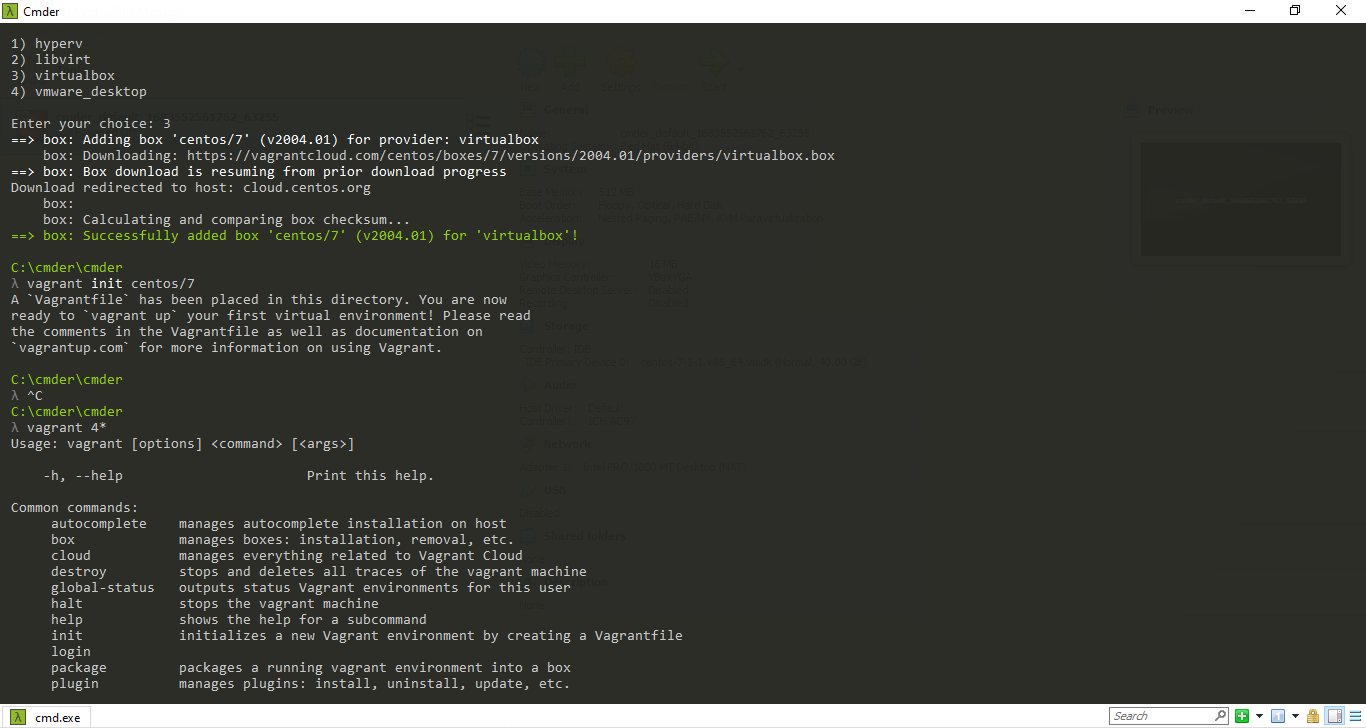 Cmder
1) hyperv
2) libvirt
3) virtualbox
4) vmware_desktop
Enter your choice: 3
==> box: Adding box 'centos/7' (v2004.01) for provider: virtualbox
box: Downloading: https://vagrantcloud.com/centos/boxes/7/versions/2004.01/providers/virtualbox.box
==> box: Box download is resuming from prior download progress
Download redirected to host: cloud.centos.org
box:
box: Calculating and comparing box checksum...
==> box: Successfully added box 'centos/7' (v2004.01) for 'virtualbox'!
C:\cmder\cmder
λ vagrant init centos/7
A `Vagrantfile` has been placed in this directory. You are now
ready to `vagrant up` your first virtual environment! Please read
the comments in the Vagrantfile as well as documentation on
`vagrantup.com` for more information on using Vagrant.
C:\cmder\cmder
λ ^C
C:\cmder\cmder
λ vagrant 4*
Usage: vagrant [options] <command> [<args>]
-h, --help Print this help.
Common commands:
autocomplete manages autocomplete installation on host
box manages boxes: installation, removal, etc.
cloud manages everything related to Vagrant Cloud
destroy stops and deletes all traces of the vagrant machine
global-status outputs status Vagrant environments for this user
halt stops the vagrant machine
help shows the help for a subcommand
init initializes a new Vagrant environment by creating a Vagrantfile
login
package packages a running vagrant environment into a box
plugin manages plugins: install, uninstall, update, etc.
General
Preview
System
Storage
Audio
Network
USB
Shared folders
λ cmd.exe
Search